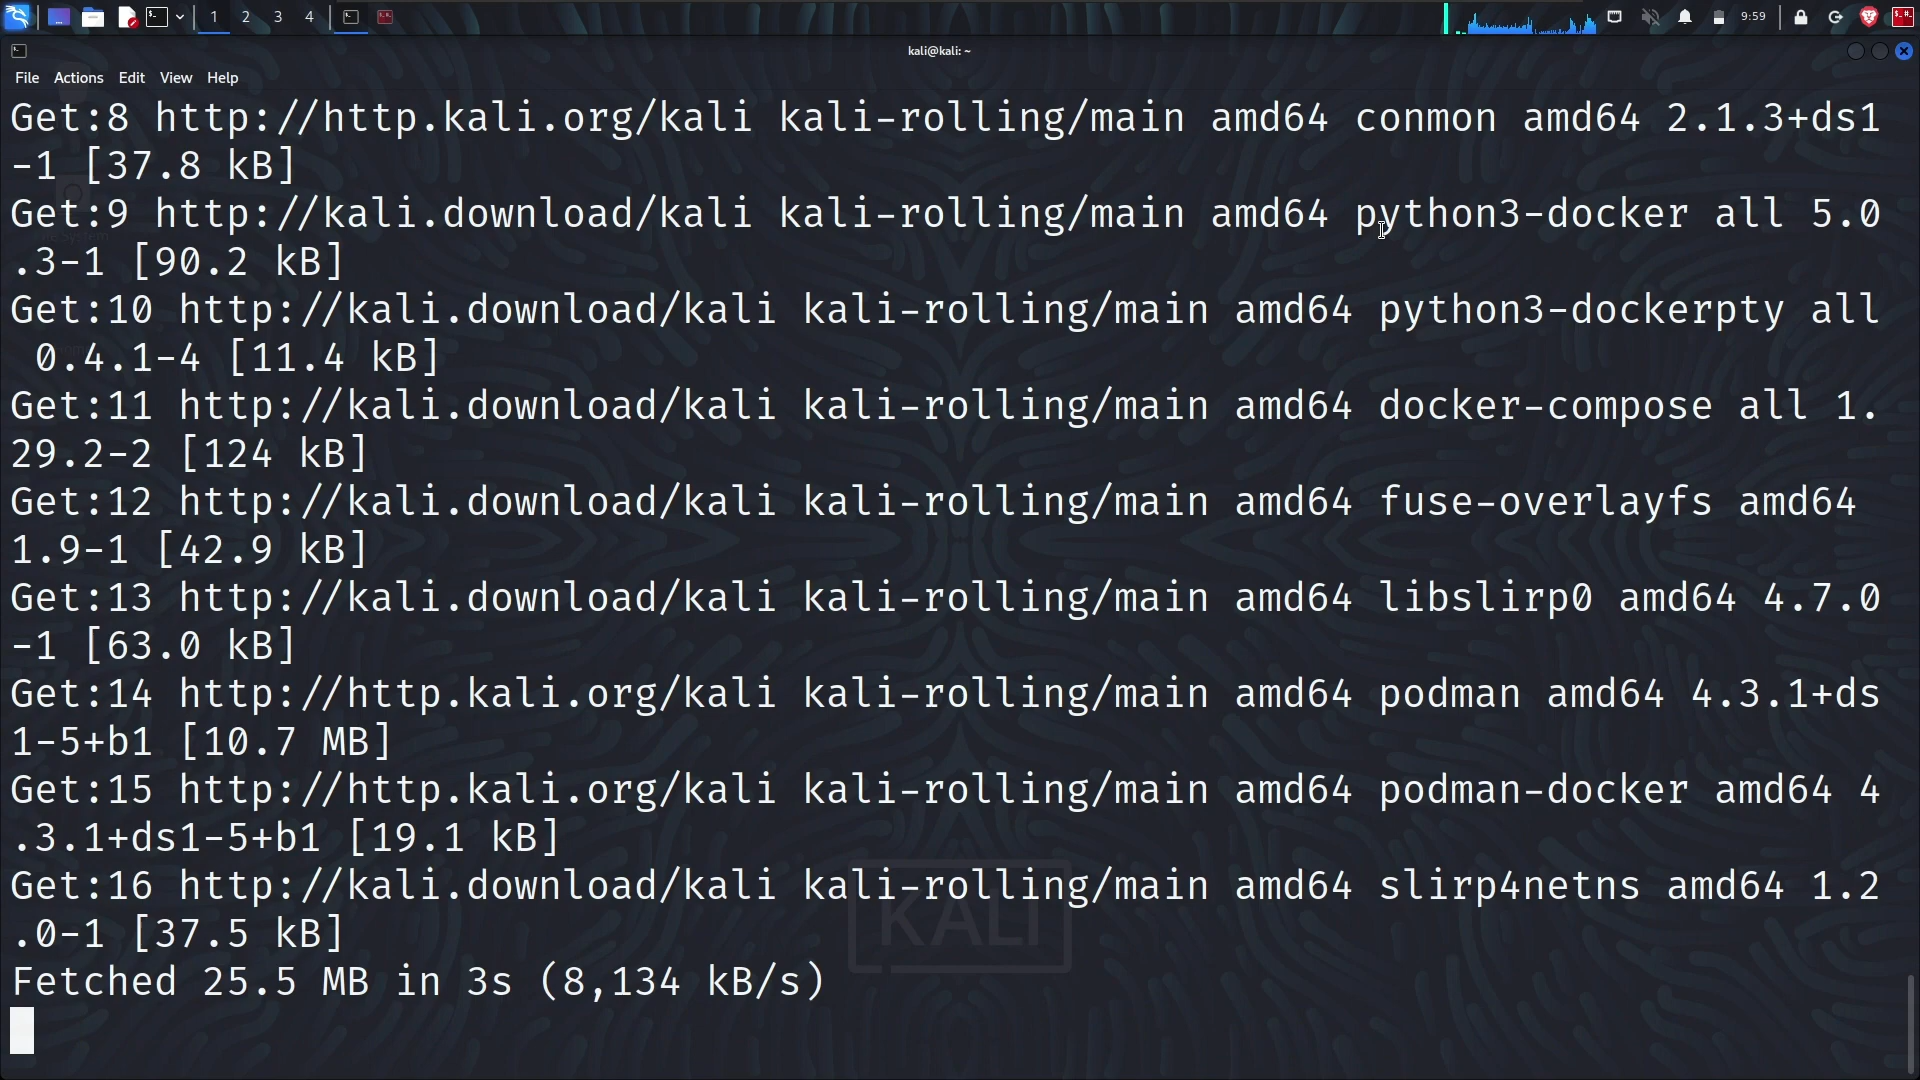 1 2 3 4 9:59
kali@kali: ~
File Actions Edit View Help
Get:8 http://http.kali.org/kali kali-rolling/main amd64 conmon amd64 2.1.3+ds1
-1 [37.8 kB]
Get:9 http://kali.download/kali kali-rolling/main amd64 python3-docker all 5.0
.3-1 [90.2 kB]
Get:10 http://kali.download/kali kali-rolling/main amd64 python3-dockerpty all
 0.4.1-4 [11.4 kB]
Get:11 http://kali.download/kali kali-rolling/main amd64 docker-compose all 1.
29.2-2 [124 kB]
Get:12 http://kali.download/kali kali-rolling/main amd64 fuse-overlayfs amd64
1.9-1 [42.9 kB]
Get:13 http://kali.download/kali kali-rolling/main amd64 libslirp0 amd64 4.7.0
-1 [63.0 kB]
Get:14 http://http.kali.org/kali kali-rolling/main amd64 podman amd64 4.3.1+ds
1-5+b1 [10.7 MB]
Get:15 http://http.kali.org/kali kali-rolling/main amd64 podman-docker amd64 4
.3.1+ds1-5+b1 [19.1 kB]
Get:16 http://kali.download/kali kali-rolling/main amd64 slirp4netns amd64 1.2
.0-1 [37.5 kB]
KALI
Fetched 25.5 MB in 3s (8,134 kB/s)